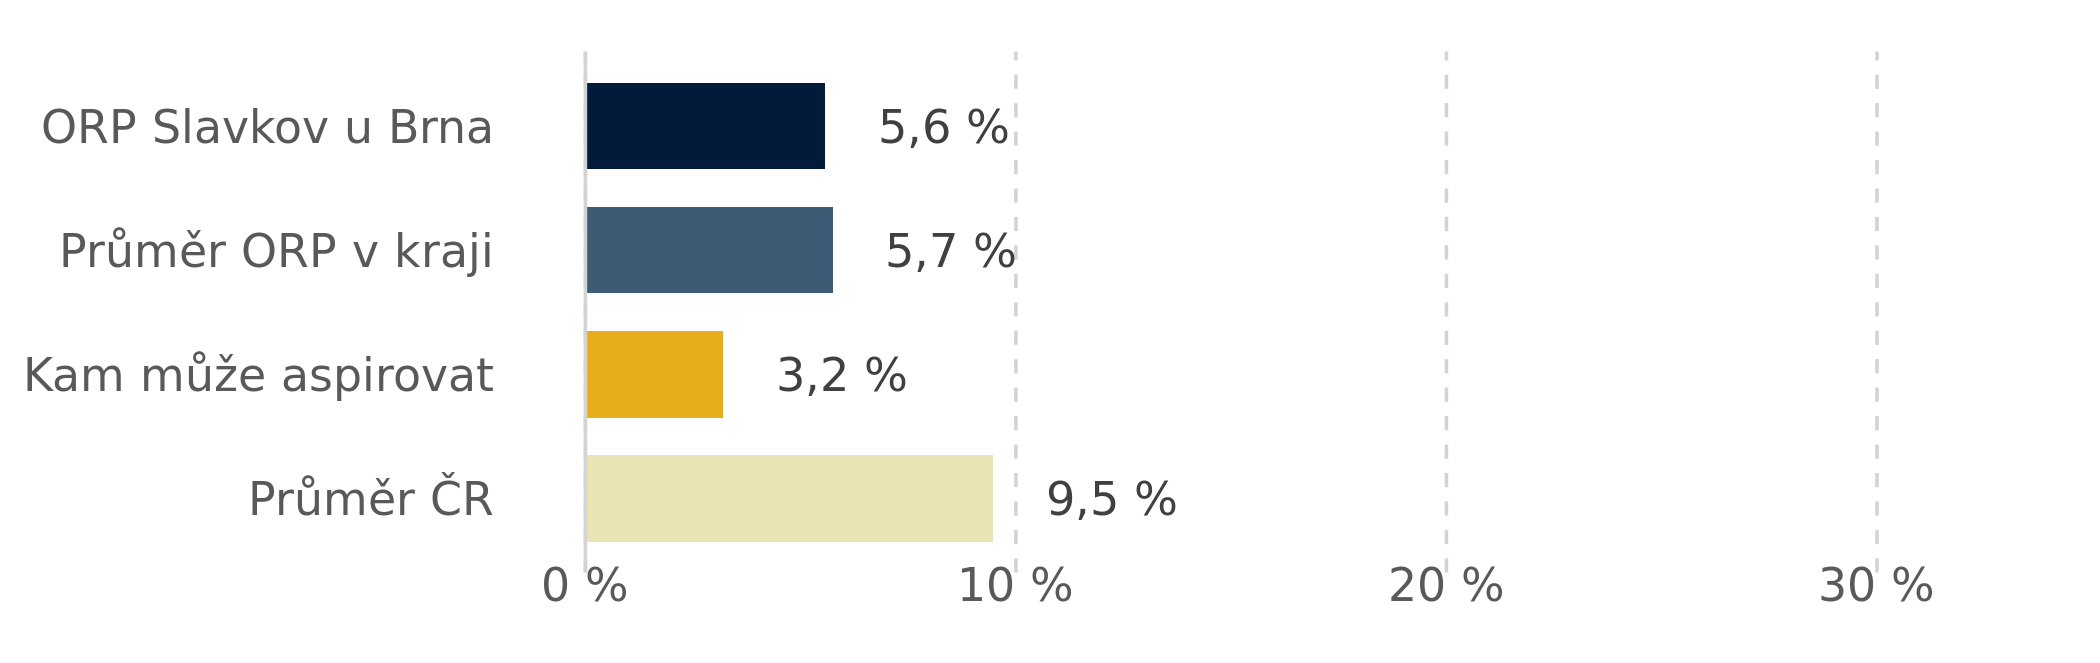 ORP Slavkov u Brna 5,6 %
Průměr ORP v kraji 5,7 %
Kam může aspirovat 3,2 %
Průměr ČR 9,5 %
0 % 10 % 20 % 30 %